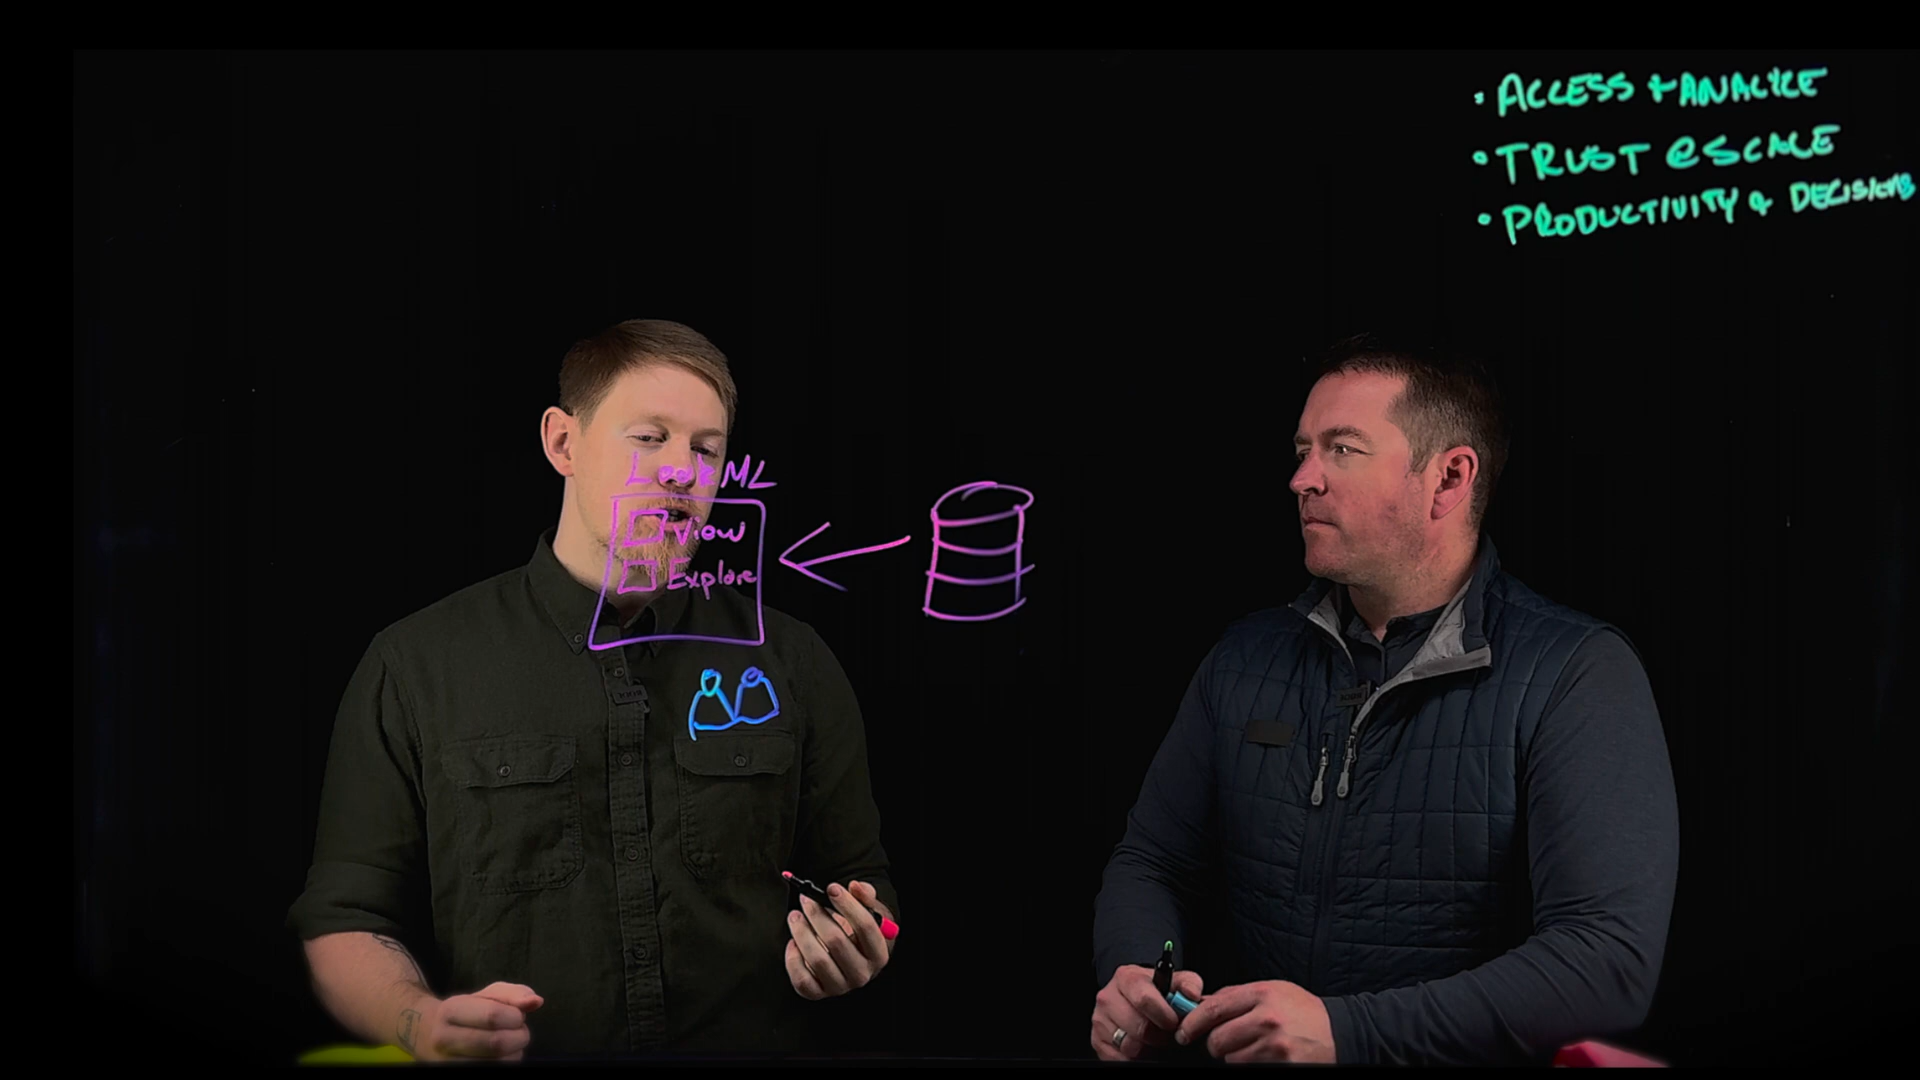 • ACCESS + ANALYZE
• TRUST @ SCALE
• PRODUCTIVITY & DECISIONS
LookML
View
Explore